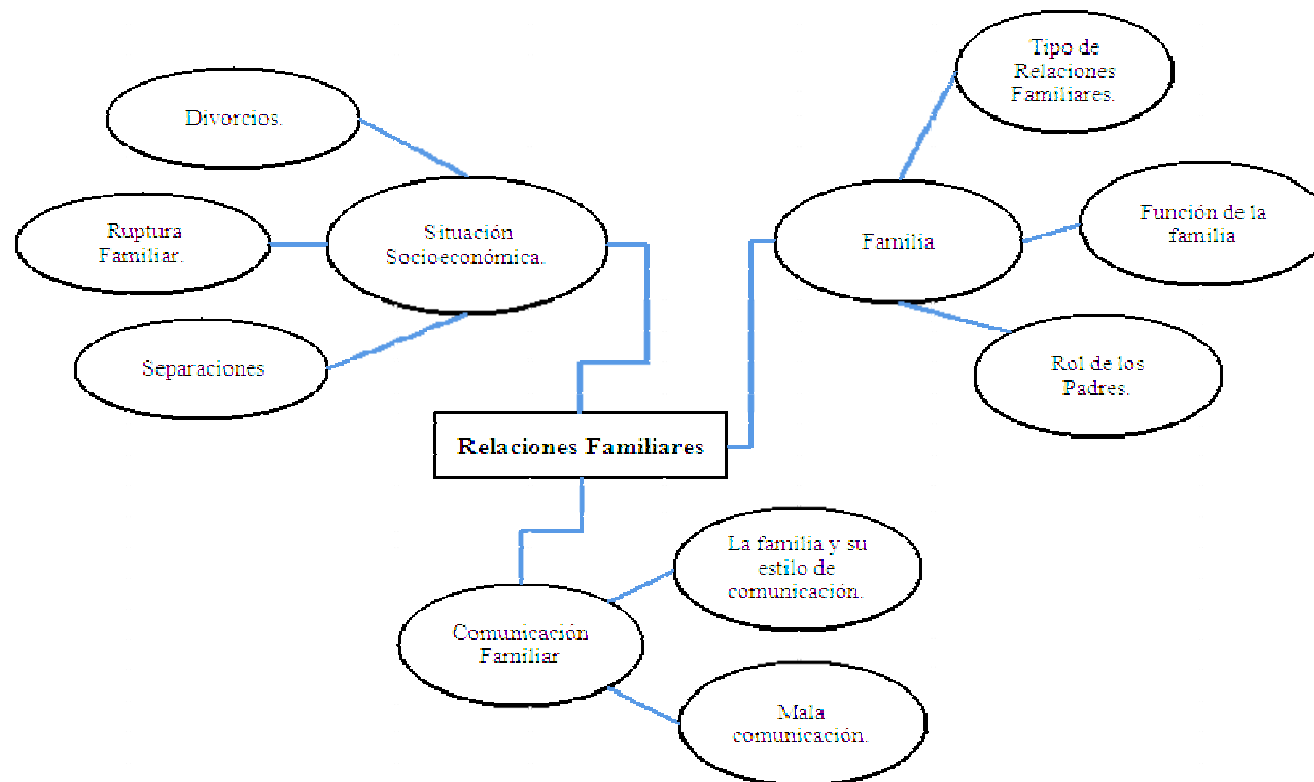 Tipo de
Relaciones
Familiares.
Divorcios.
Ruptura
Familiar.
Situación
Socioeconómica.
Familia
Función de la
familia
Separaciones
Rol de los
Padres.
Relaciones Familiares
La familia y su
estilo de
comunicación.
Comunicación
Familiar
Mala
comunicación.